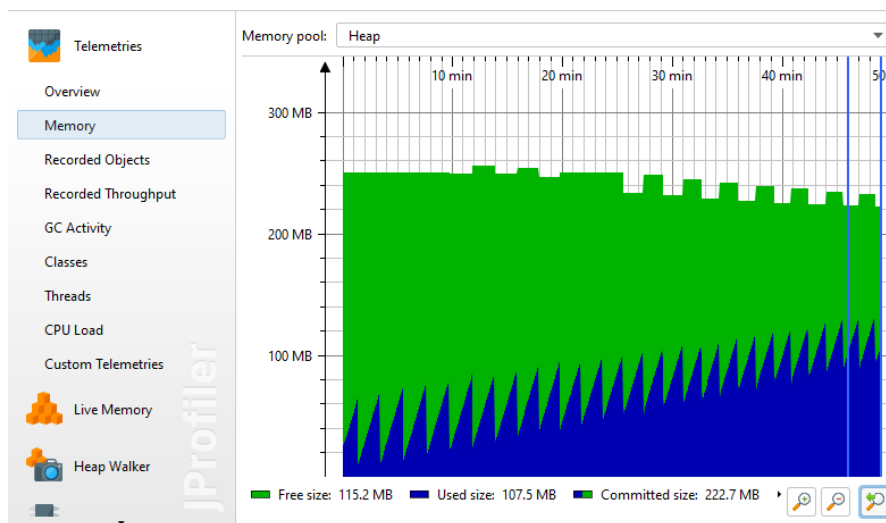 Telemetries
Overview
Memory
Recorded Objects
Recorded Throughput
GC Activity
Classes
Threads
CPU Load
Custom Telemetries
Live Memory
Heap Walker
JProfiler
Memory pool: Heap
10 min 20 min 30 min 40 min 50
300 MB
200 MB
100 MB
Free size: 115.2 MB Used size: 107.5 MB Committed size: 222.7 MB